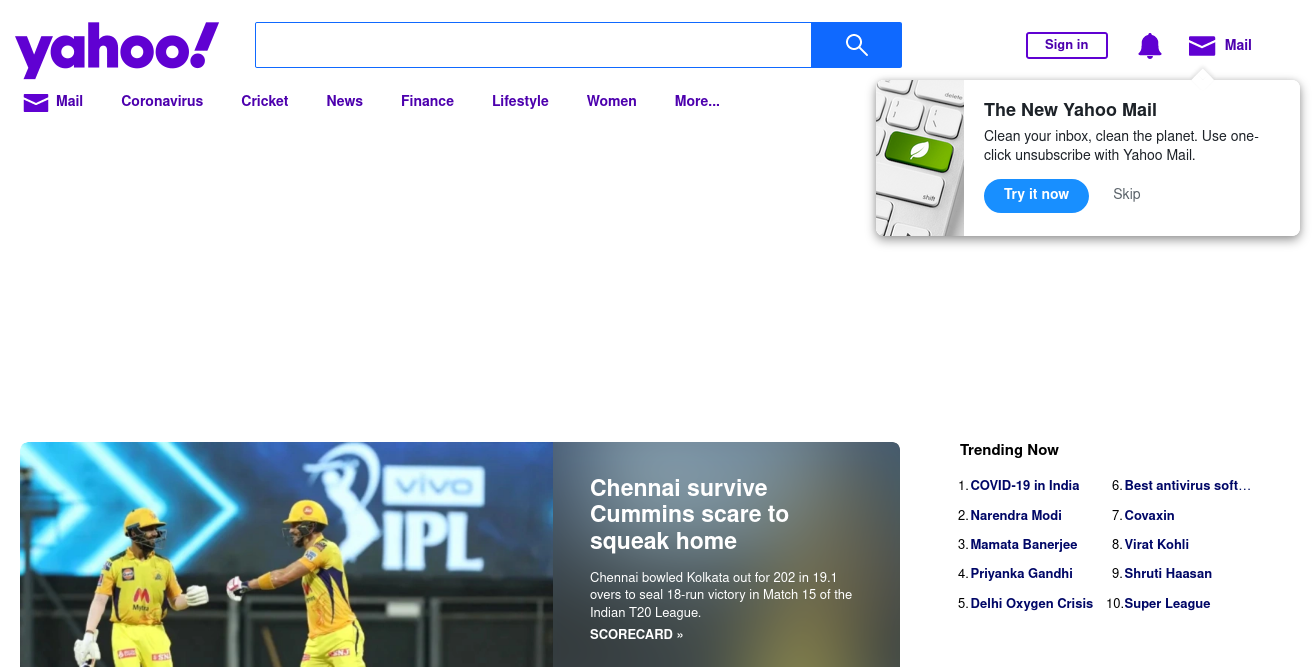 yahoo!
Sign in
Mail
Mail
Coronavirus
Cricket
News
Finance
Lifestyle
Women
More...
delete
shift
The New Yahoo Mail
Clean your inbox, clean the planet. Use one-
click unsubscribe with Yahoo Mail.
Try it now
Skip
vivo
IPL
Myntra
Chennai survive
Cummins scare to
squeak home
Chennai bowled Kolkata out for 202 in 19.1
overs to seal 18-run victory in Match 15 of the
Indian T20 League.
SCORECARD »
Trending Now
1. COVID-19 in India
2. Narendra Modi
3. Mamata Banerjee
4. Priyanka Gandhi
5. Delhi Oxygen Crisis
6. Best antivirus soft…
7. Covaxin
8. Virat Kohli
9. Shruti Haasan
10. Super League